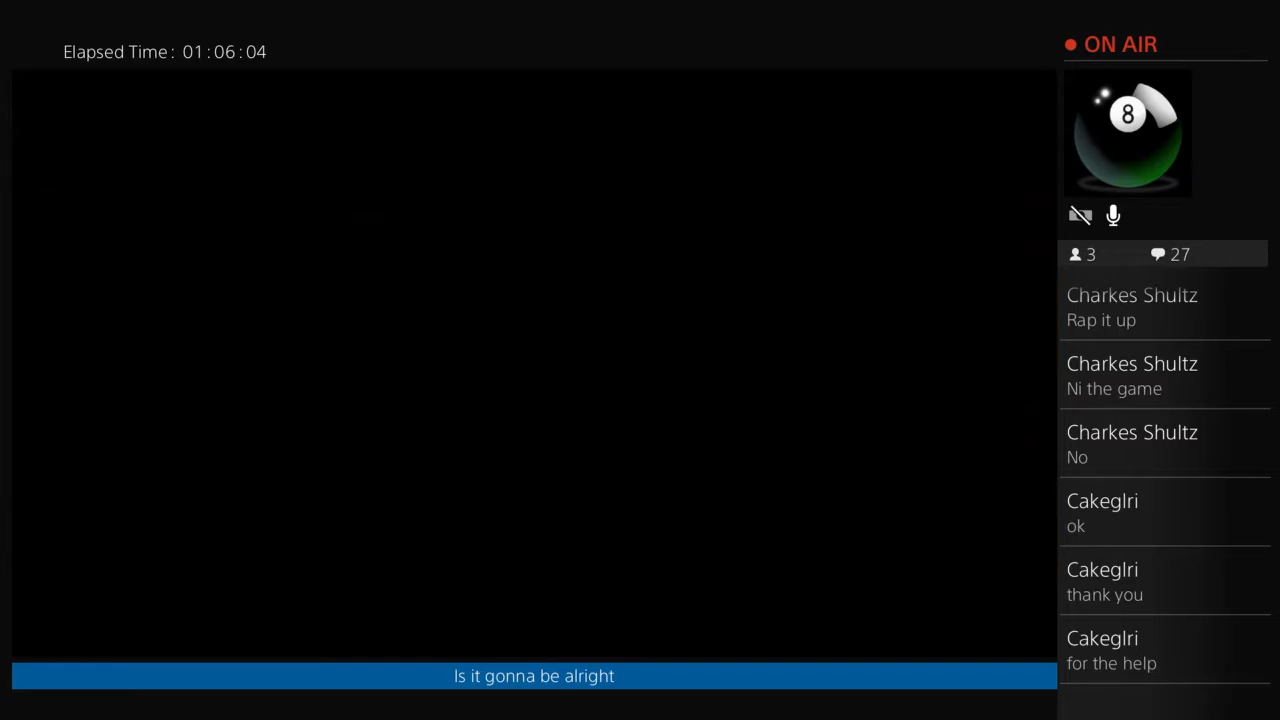 Elapsed Time: 01:06:04
ON AIR
8
3 27
Charkes Shultz
Rap it up
Charkes Shultz
Ni the game
Charkes Shultz
No
Cakeglri
ok
Cakeglri
thank you
Cakeglri
for the help
Is it gonna be alright